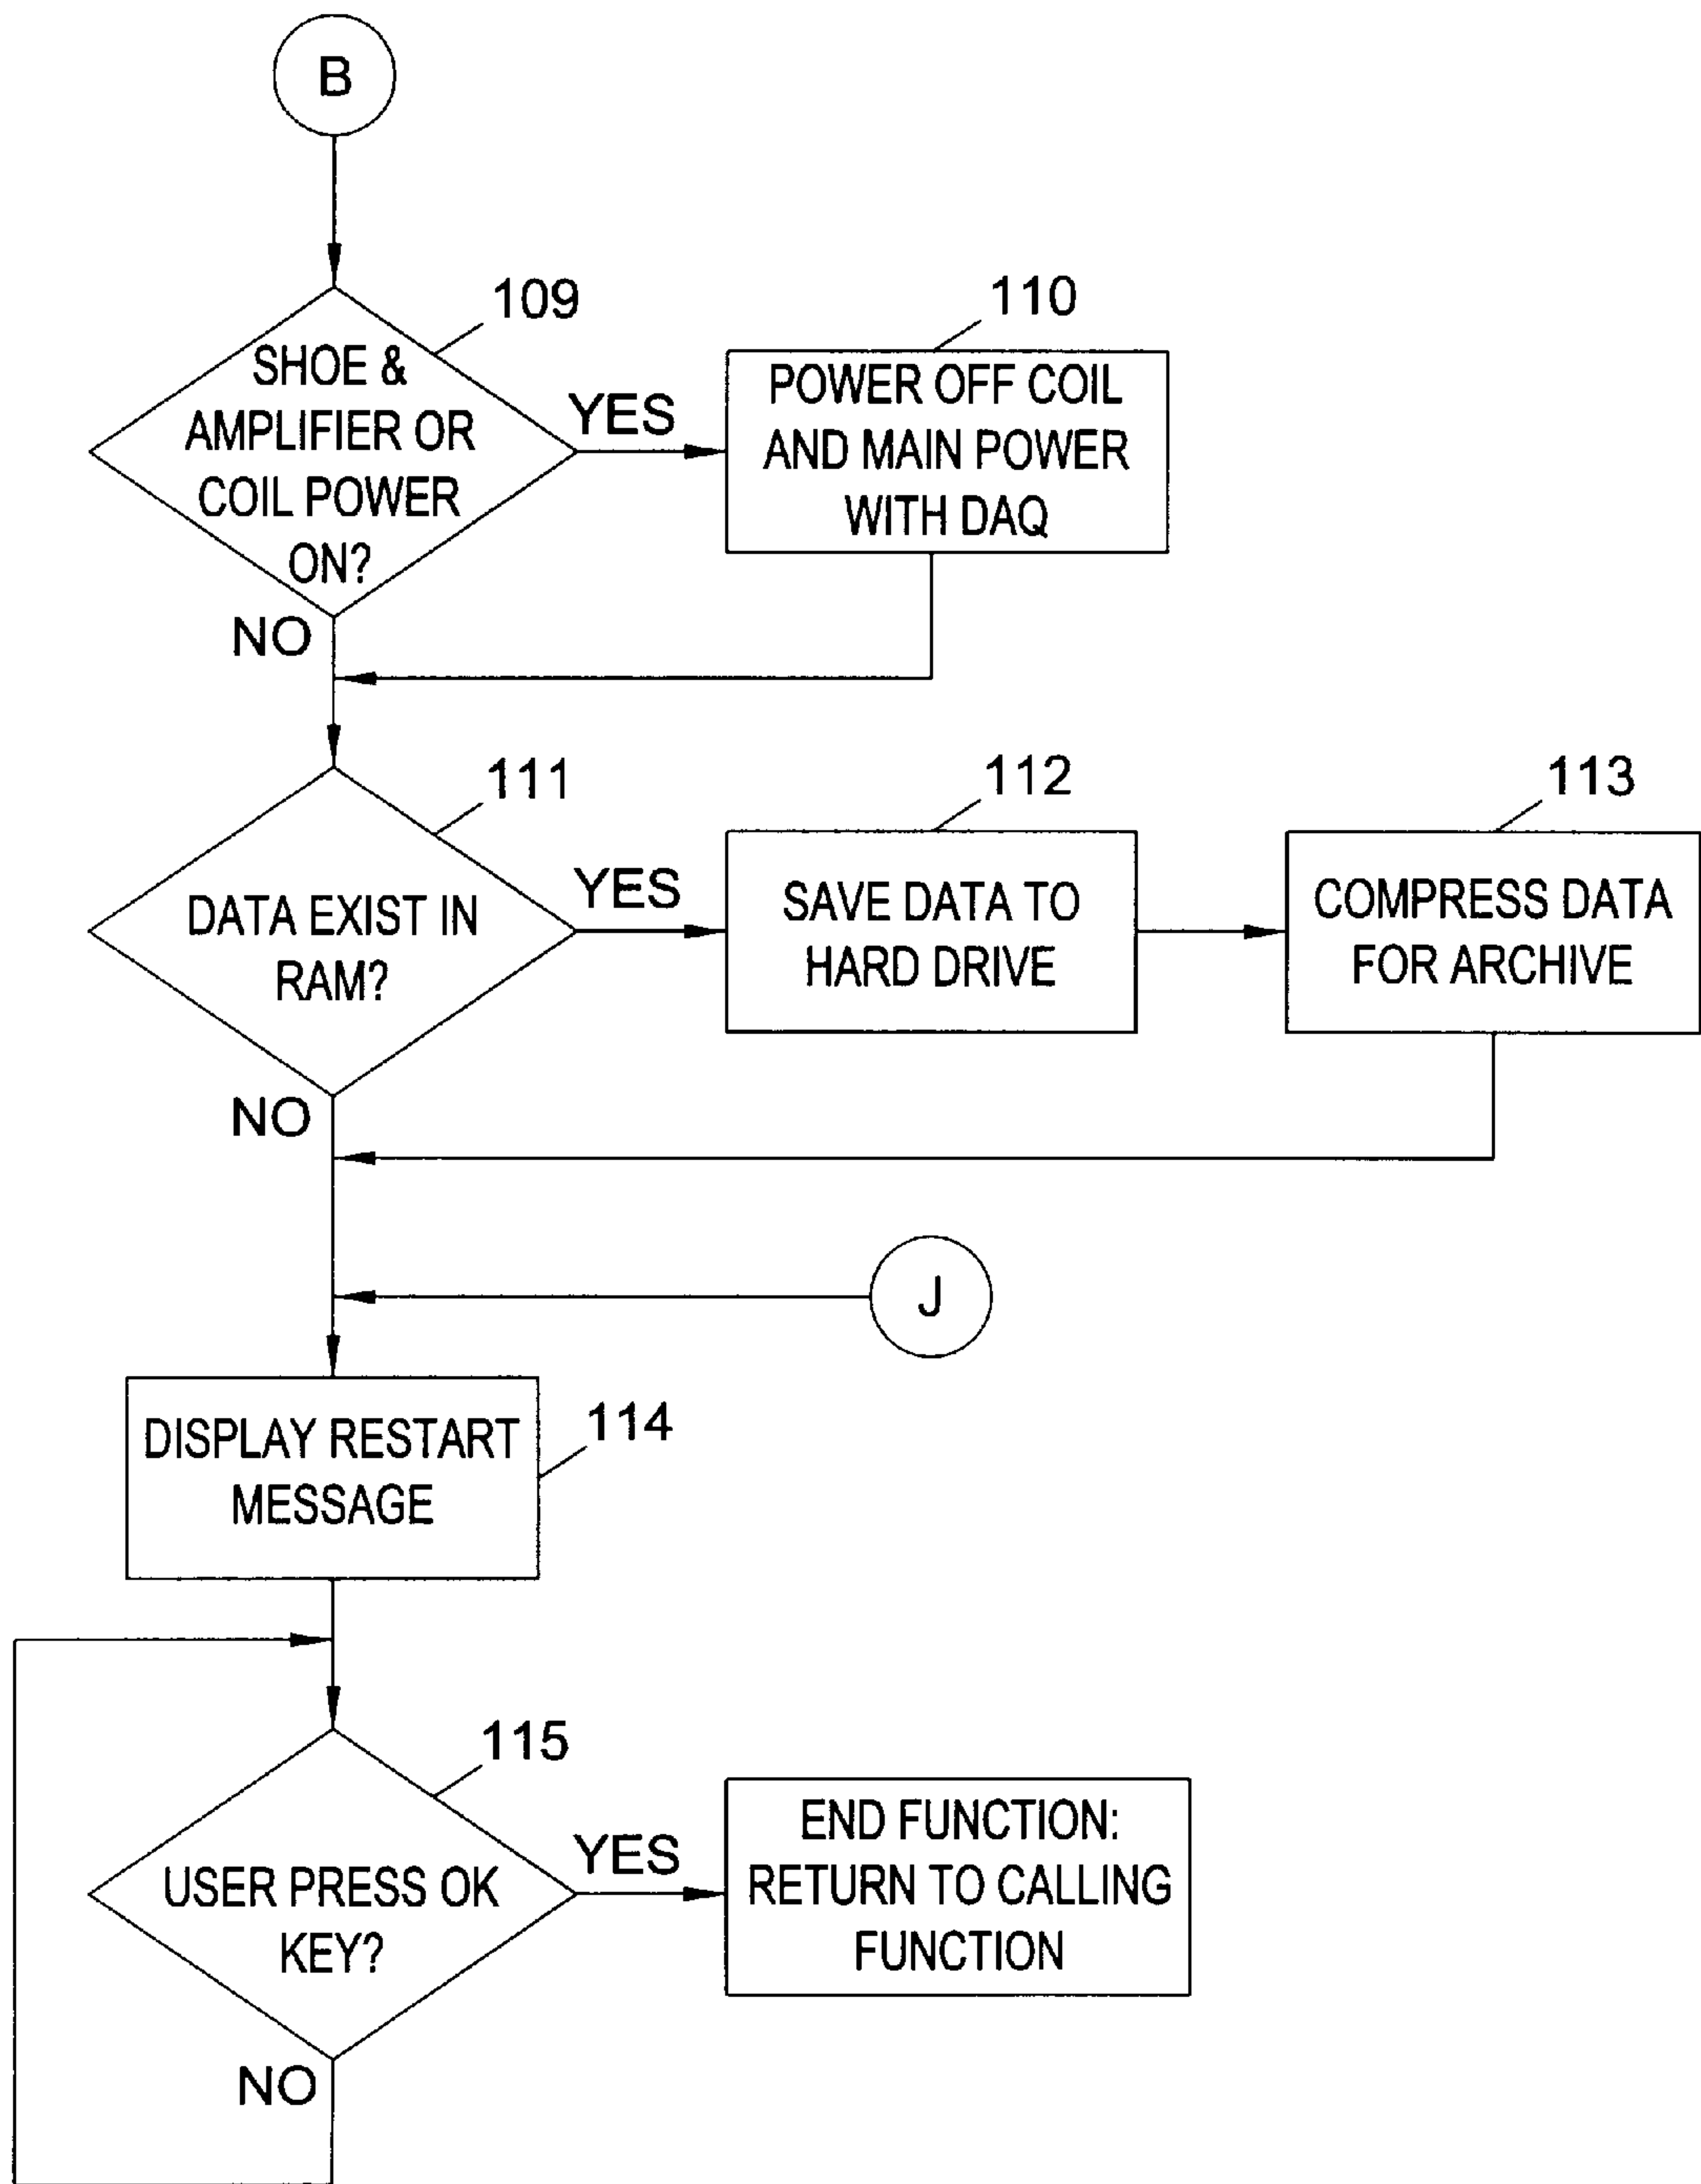 B
109
SHOE &
AMPLIFIER OR
COIL POWER
ON?
YES
110
POWER OFF COIL
AND MAIN POWER
WITH DAQ
NO
111
DATA EXIST IN
RAM?
YES
112
SAVE DATA TO
HARD DRIVE
113
COMPRESS DATA
FOR ARCHIVE
NO
J
DISPLAY RESTART
MESSAGE
114
115
USER PRESS OK
KEY?
YES
END FUNCTION:
RETURN TO CALLING
FUNCTION
NO